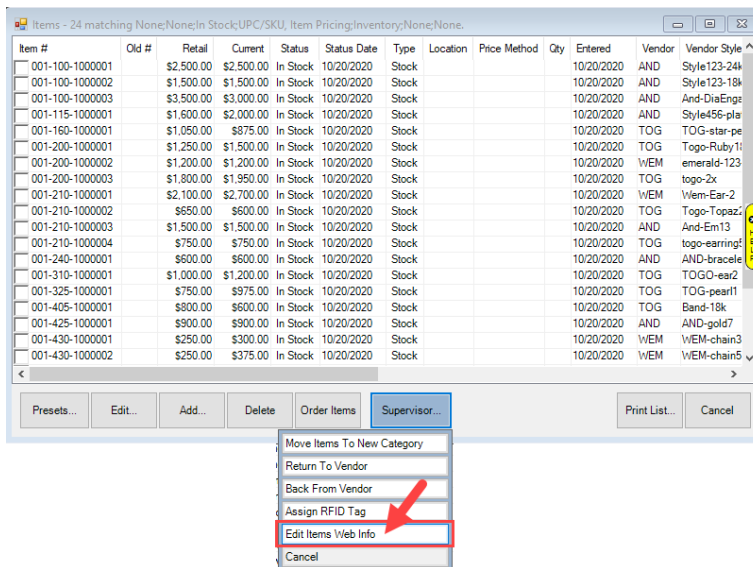 Items - 24 matching None;None;In Stock;UPC/SKU, Item Pricing;Inventory;None;None.
Item # Old # Retail Current Status Status Date Type Location Price Method Qty Entered Vendor Vendor Style
001-100-1000001 $2,500.00 $2,500.00 In Stock 10/20/2020 Stock 10/20/2020 AND Style123-24k
001-100-1000002 $1,500.00 $1,500.00 In Stock 10/20/2020 Stock 10/20/2020 AND Style123-18k
001-100-1000003 $3,500.00 $3,000.00 In Stock 10/20/2020 Stock 10/20/2020 AND And-DiaEnga
001-115-1000001 $1,600.00 $2,000.00 In Stock 10/20/2020 Stock 10/20/2020 AND Style456-pla
001-160-1000001 $1,050.00 $875.00 In Stock 10/20/2020 Stock 10/20/2020 TOG TOG-star-pe
001-200-1000001 $1,250.00 $1,500.00 In Stock 10/20/2020 Stock 10/20/2020 TOG Togo-Ruby18
001-200-1000002 $1,200.00 $1,200.00 In Stock 10/20/2020 Stock 10/20/2020 WEM emerald-123
001-200-1000003 $1,800.00 $1,950.00 In Stock 10/20/2020 Stock 10/20/2020 TOG togo-2x
001-210-1000001 $2,100.00 $2,700.00 In Stock 10/20/2020 Stock 10/20/2020 WEM Wem-Ear-2
001-210-1000002 $650.00 $600.00 In Stock 10/20/2020 Stock 10/20/2020 TOG Togo-Topaz2
001-210-1000003 $1,500.00 $1,500.00 In Stock 10/20/2020 Stock 10/20/2020 AND And-Em13
001-210-1000004 $750.00 $750.00 In Stock 10/20/2020 Stock 10/20/2020 TOG togo-earring5
001-240-1000001 $600.00 $600.00 In Stock 10/20/2020 Stock 10/20/2020 AND AND-bracele
001-310-1000001 $1,000.00 $1,200.00 In Stock 10/20/2020 Stock 10/20/2020 TOG TOGO-ear2
001-325-1000001 $750.00 $975.00 In Stock 10/20/2020 Stock 10/20/2020 TOG TOG-pearl1
001-405-1000001 $800.00 $600.00 In Stock 10/20/2020 Stock 10/20/2020 TOG Band-18k
001-425-1000001 $900.00 $900.00 In Stock 10/20/2020 Stock 10/20/2020 AND AND-gold7
001-430-1000001 $250.00 $300.00 In Stock 10/20/2020 Stock 10/20/2020 WEM WEM-chain3
001-430-1000002 $250.00 $375.00 In Stock 10/20/2020 Stock 10/20/2020 WEM WEM-chain5
Presets... Edit... Add... Delete Order Items Supervisor... Print List... Cancel
Move Items To New Category
Return To Vendor
Back From Vendor
Assign RFID Tag
Edit Items Web Info
Cancel